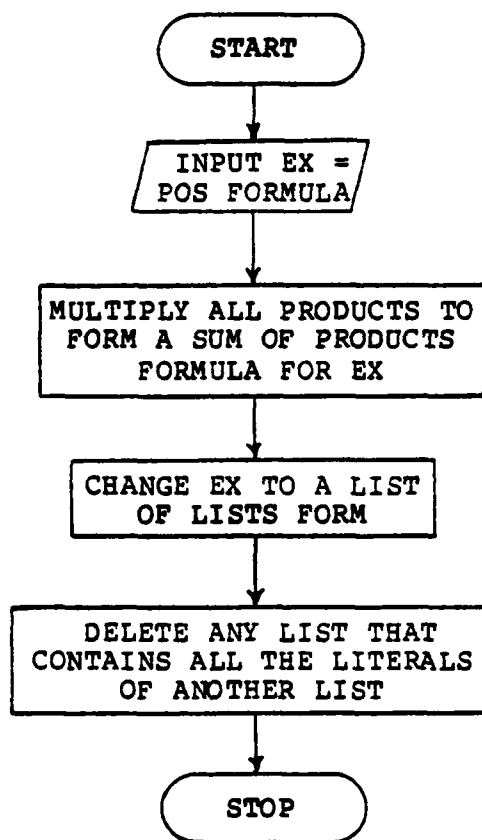 START
INPUT EX =
POS FORMULA
MULTIPLY ALL PRODUCTS TO
FORM A SUM OF PRODUCTS
FORMULA FOR EX
CHANGE EX TO A LIST
OF LISTS FORM
DELETE ANY LIST THAT
CONTAINS ALL THE LITERALS
OF ANOTHER LIST
STOP